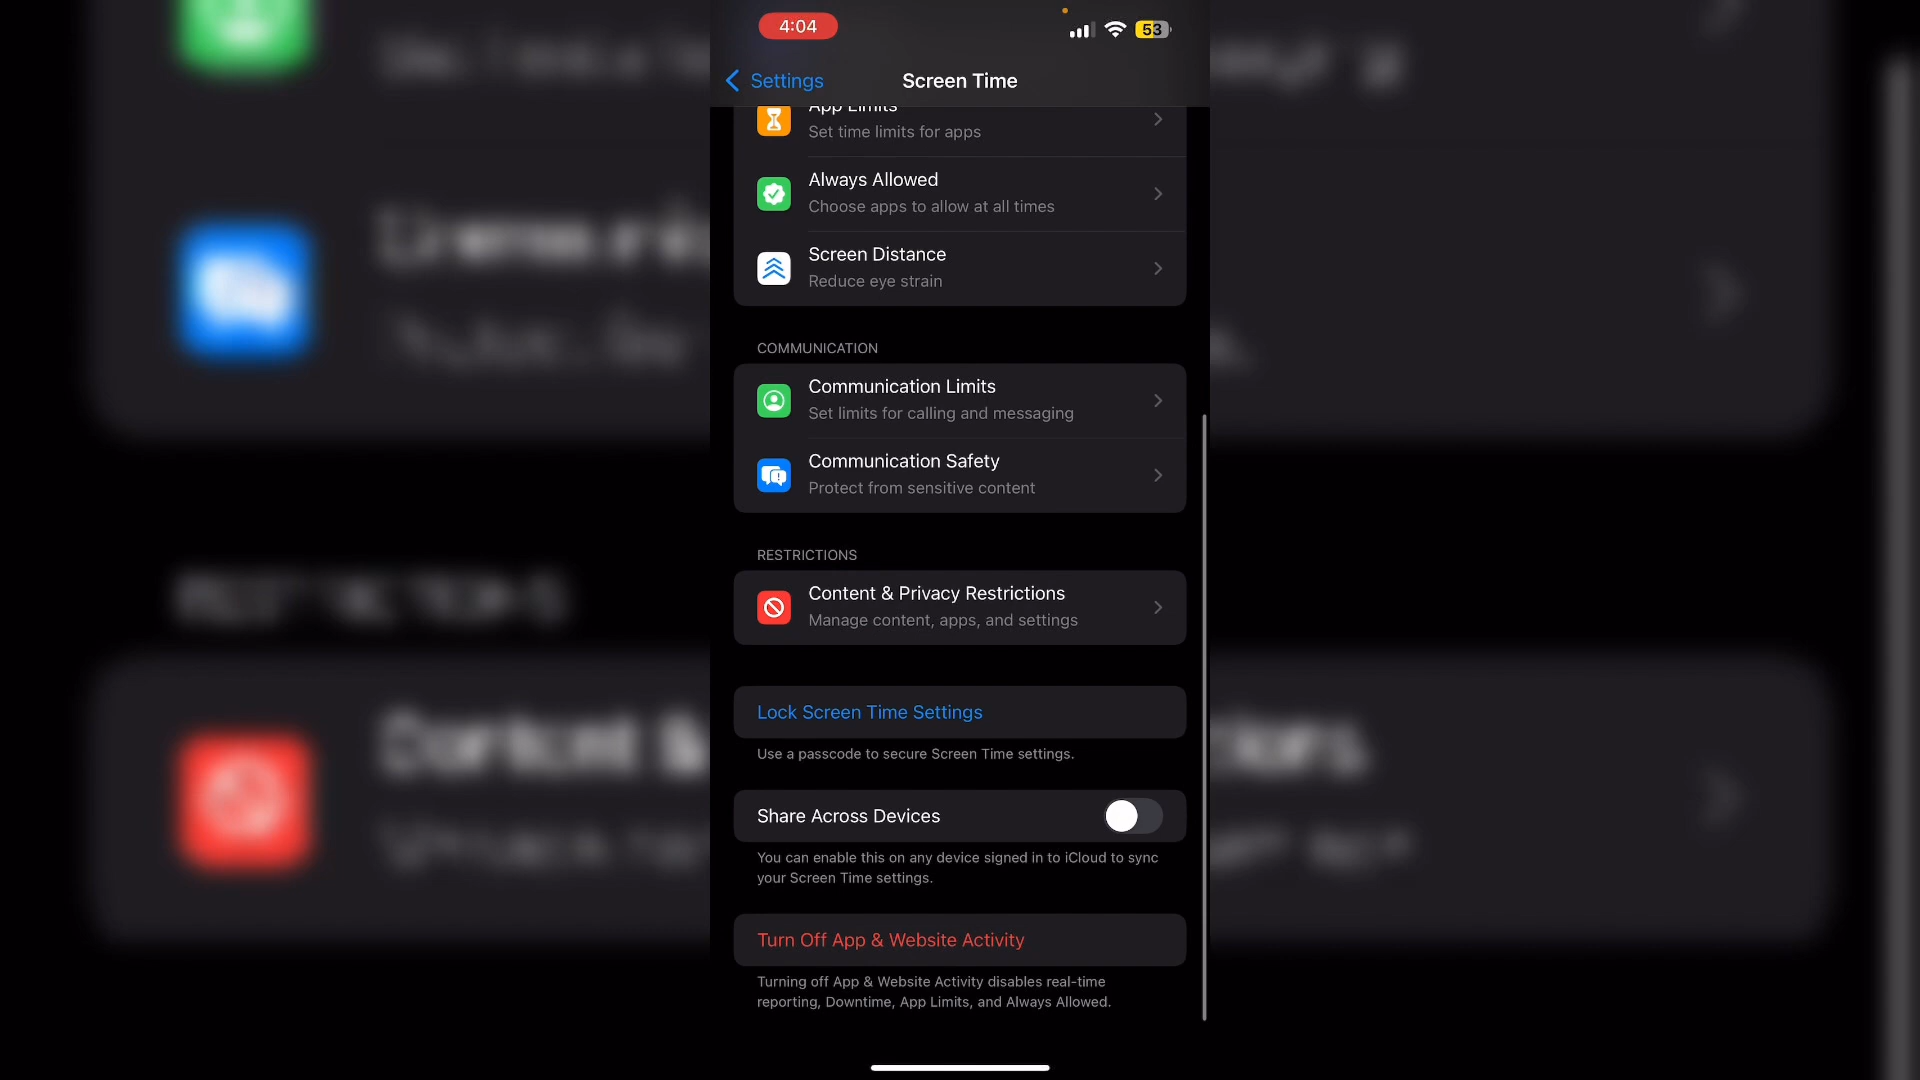 4:04
53
Settings
Screen Time
App Limits
Set time limits for apps
Always Allowed
Choose apps to allow at all times
Screen Distance
Reduce eye strain
COMMUNICATION
Communication Limits
Set limits for calling and messaging
Communication Safety
Protect from sensitive content
RESTRICTIONS
Content & Privacy Restrictions
Manage content, apps, and settings
Lock Screen Time Settings
Use a passcode to secure Screen Time settings.
Share Across Devices
You can enable this on any device signed in to iCloud to sync
your Screen Time settings.
Turn Off App & Website Activity
Turning off App & Website Activity disables real-time
reporting, Downtime, App Limits, and Always Allowed.